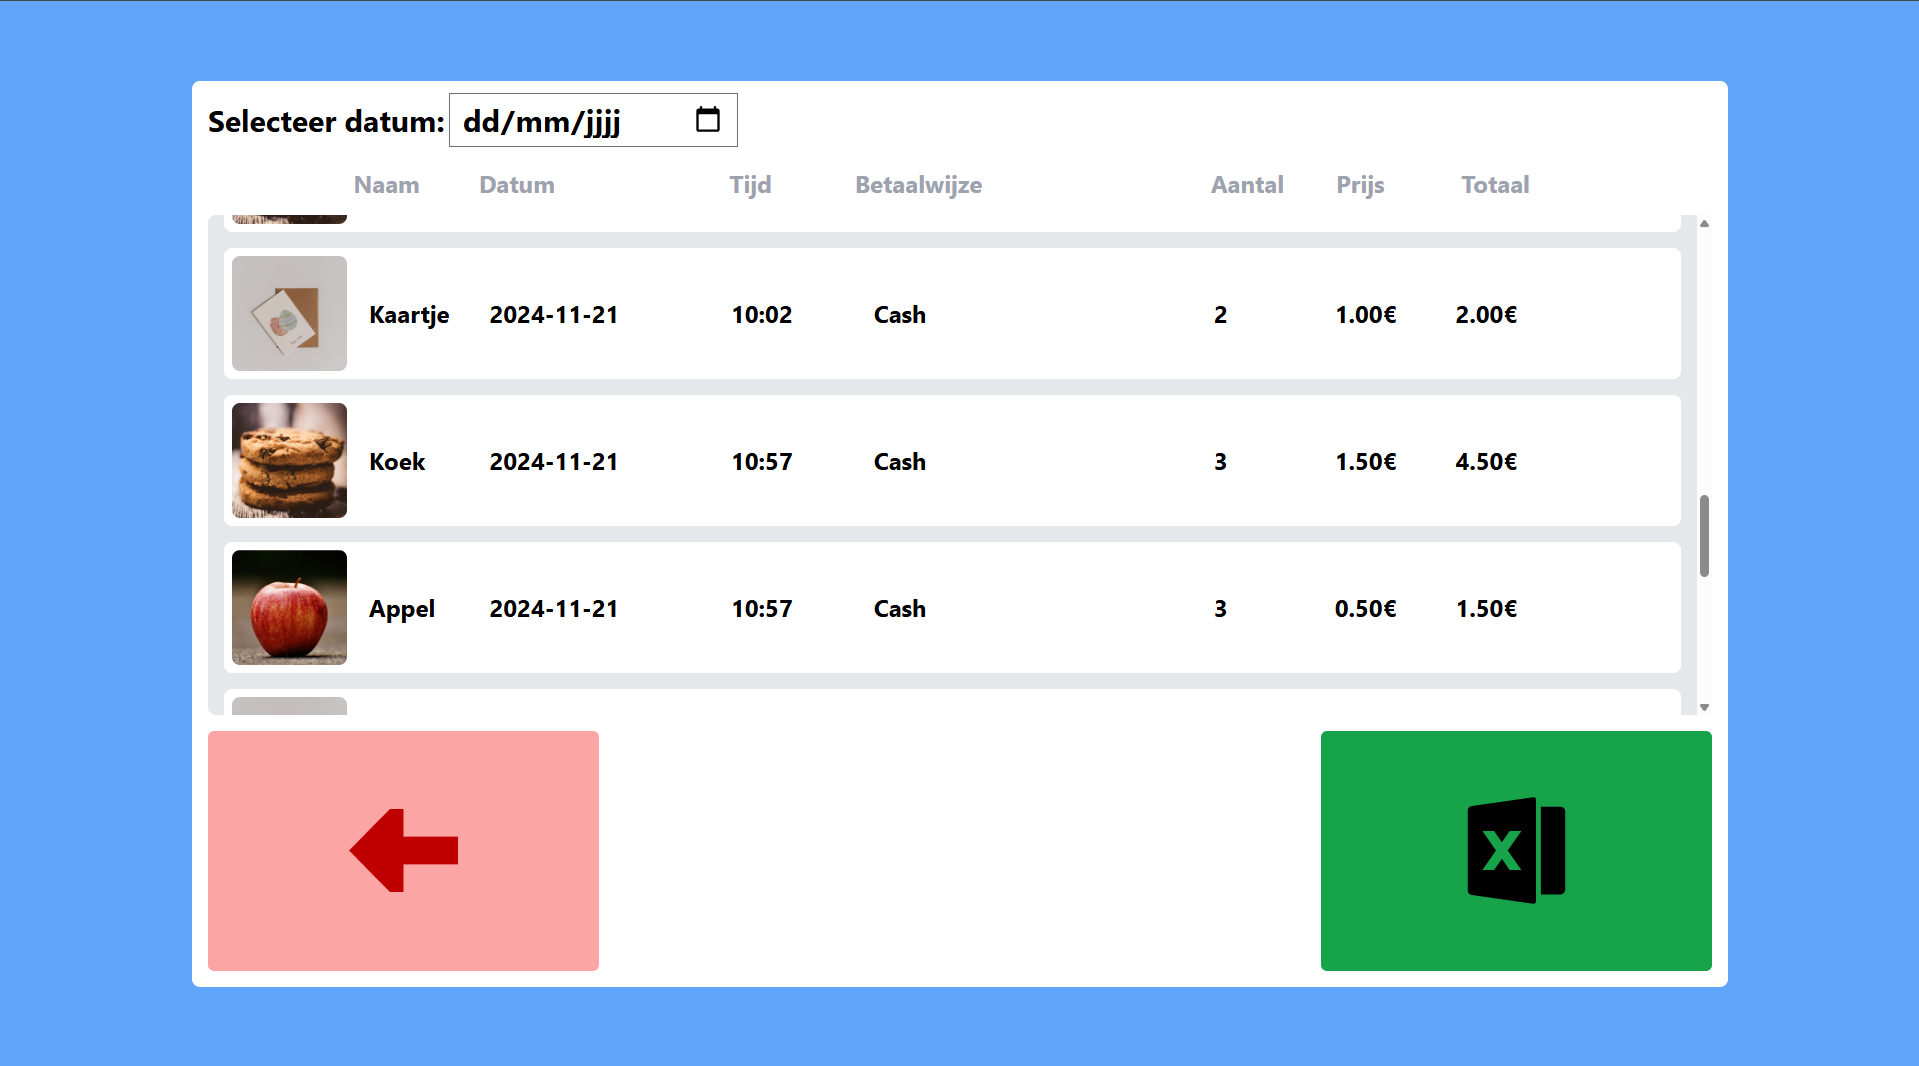 Selecteer datum: dd/mm/jjjj
Naam Datum Tijd Betaalwijze Aantal Prijs Totaal
Kaartje 2024-11-21 10:02 Cash 2 1.00€ 2.00€
Koek 2024-11-21 10:57 Cash 3 1.50€ 4.50€
Appel 2024-11-21 10:57 Cash 3 0.50€ 1.50€
X